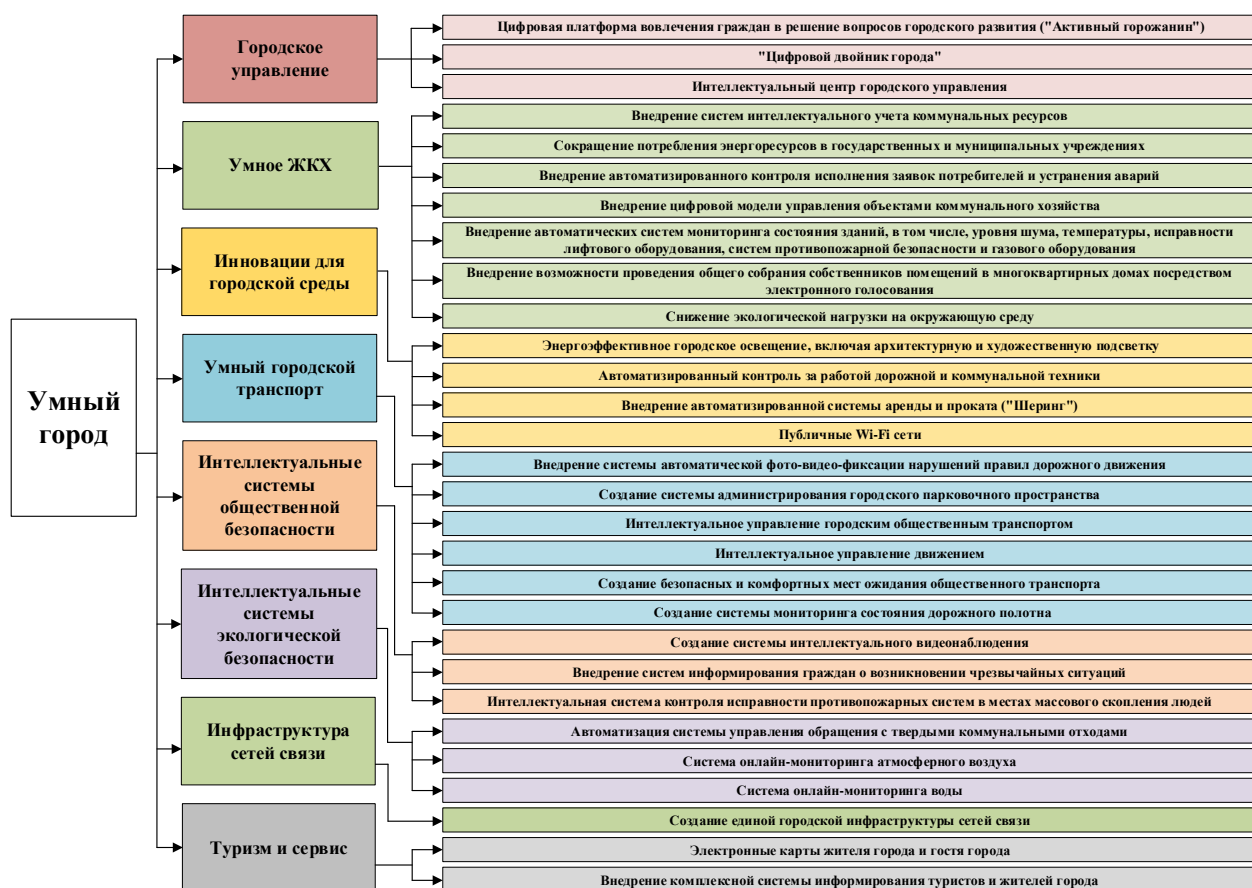 Умный
город
Городское
управление
Цифровая платформа вовлечения граждан в решение вопросов городского развития ("Активный горожанин")
"Цифровой двойник города"
Интеллектуальный центр городского управления
Умное ЖКХ
Внедрение систем интеллектуального учета коммунальных ресурсов
Сокращение потребления энергоресурсов в государственных и муниципальных учреждениях
Внедрение автоматизированного контроля исполнения заявок потребителей и устранения аварий
Внедрение цифровой модели управления объектами коммунального хозяйства
Внедрение автоматических систем мониторинга состояния зданий, в том числе, уровня шума, температуры, исправности
лифтового оборудования, систем противопожарной безопасности и газового оборудования
Внедрение возможности проведения общего собрания собственников помещений в многоквартирных домах посредством
электронного голосования
Снижение экологической нагрузки на окружающую среду
Инновации для
городской среды
Энергоэффективное городское освещение, включая архитектурную и художественную подсветку
Автоматизированный контроль за работой дорожной и коммунальной техники
Внедрение автоматизированной системы аренды и проката ("Шеринг")
Публичные Wi-Fi сети
Умный городской
транспорт
Внедрение системы автоматической фото-видео-фиксации нарушений правил дорожного движения
Создание системы администрирования городского парковочного пространства
Интеллектуальное управление городским общественным транспортом
Интеллектуальное управление движением
Создание безопасных и комфортных мест ожидания общественного транспорта
Создание системы мониторинга состояния дорожного полотна
Интеллектуальные
системы
общественной
безопасности
Создание системы интеллектуального видеонаблюдения
Внедрение систем информирования граждан о возникновении чрезвычайных ситуаций
Интеллектуальная система контроля исправности противопожарных систем в местах массового скопления людей
Интеллектуальные
системы
экологической
безопасности
Автоматизация системы управления обращения с твердыми коммунальными отходами
Система онлайн-мониторинга атмосферного воздуха
Система онлайн-мониторинга воды
Инфраструктура
сетей связи
Создание единой городской инфраструктуры сетей связи
Туризм и сервис
Электронные карты жителя города и гостя города
Внедрение комплексной системы информирования туристов и жителей города